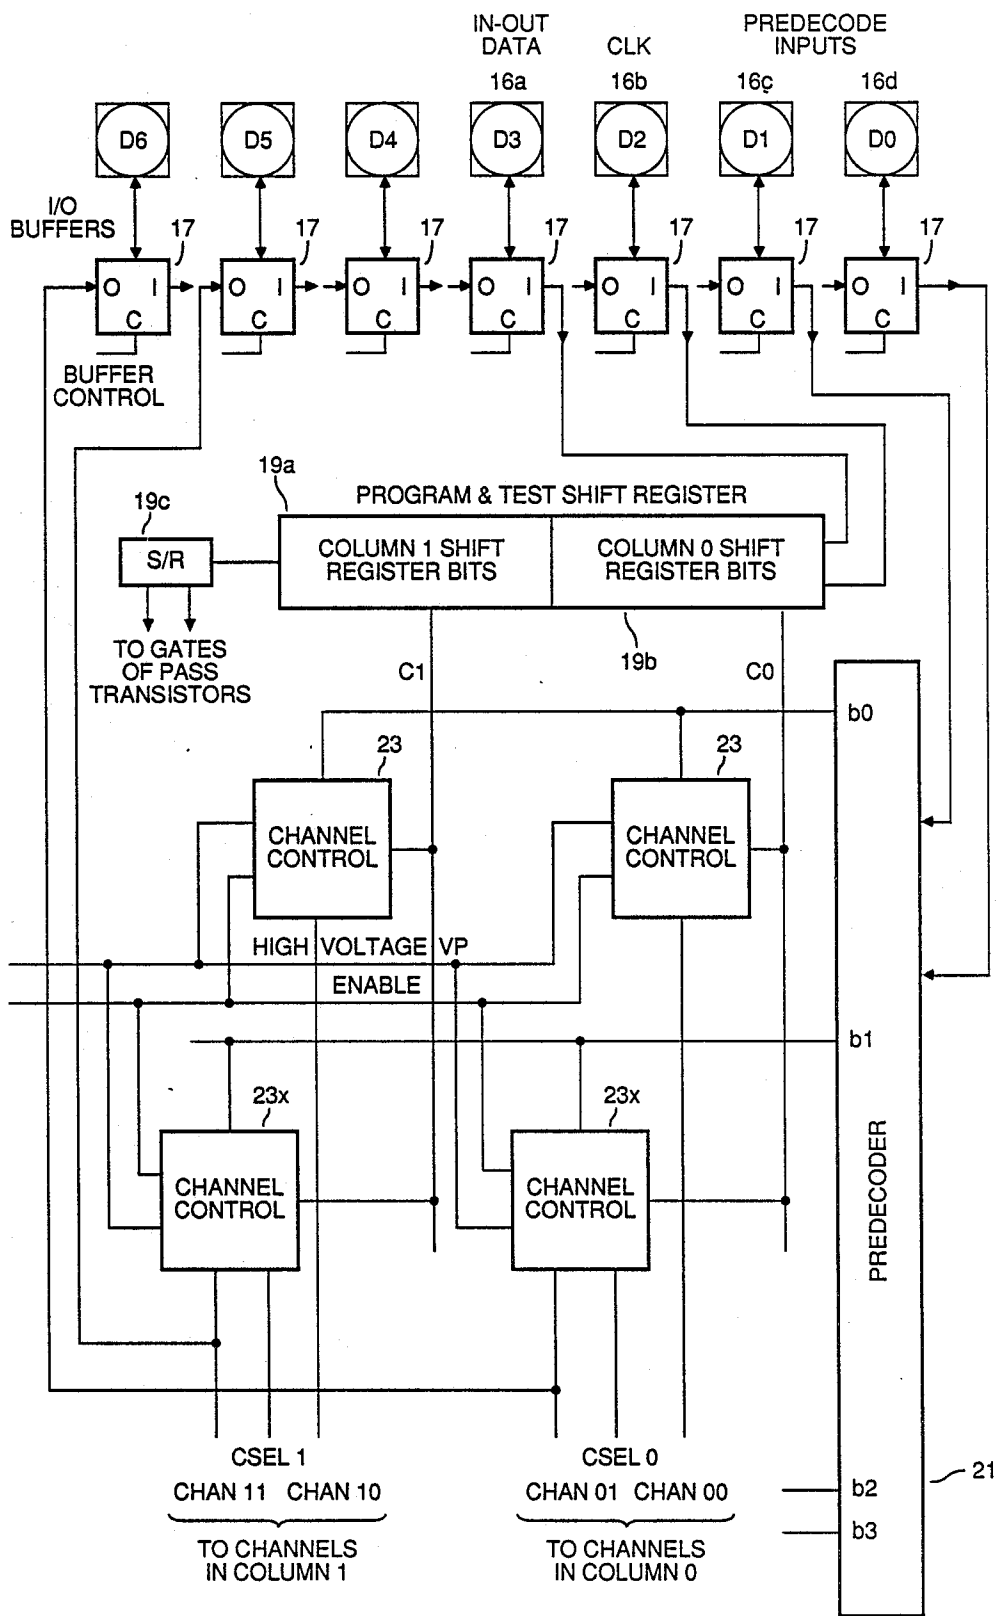 IN-OUT DATA
CLK
PREDECODE INPUTS
16a
16b
16c
16d
D6
D5
D4
D3
D2
D1
D0
I/O BUFFERS
17
17
17
17
17
17
17
O I
O I
O I
O I
O I
O I
O I
C
C
C
C
C
C
C
BUFFER CONTROL
19a
PROGRAM & TEST SHIFT REGISTER
19c
S/R
COLUMN 1 SHIFT REGISTER BITS
COLUMN 0 SHIFT REGISTER BITS
TO GATES OF PASS TRANSISTORS
19b
C1
C0
b0
23
23
CHANNEL CONTROL
CHANNEL CONTROL
HIGH VOLTAGE VP
ENABLE
b1
23x
23x
CHANNEL CONTROL
CHANNEL CONTROL
PREDECODER
CSEL 1
CSEL 0
21
CHAN 11 CHAN 10
CHAN 01 CHAN 00
b2
b3
TO CHANNELS IN COLUMN 1
TO CHANNELS IN COLUMN 0